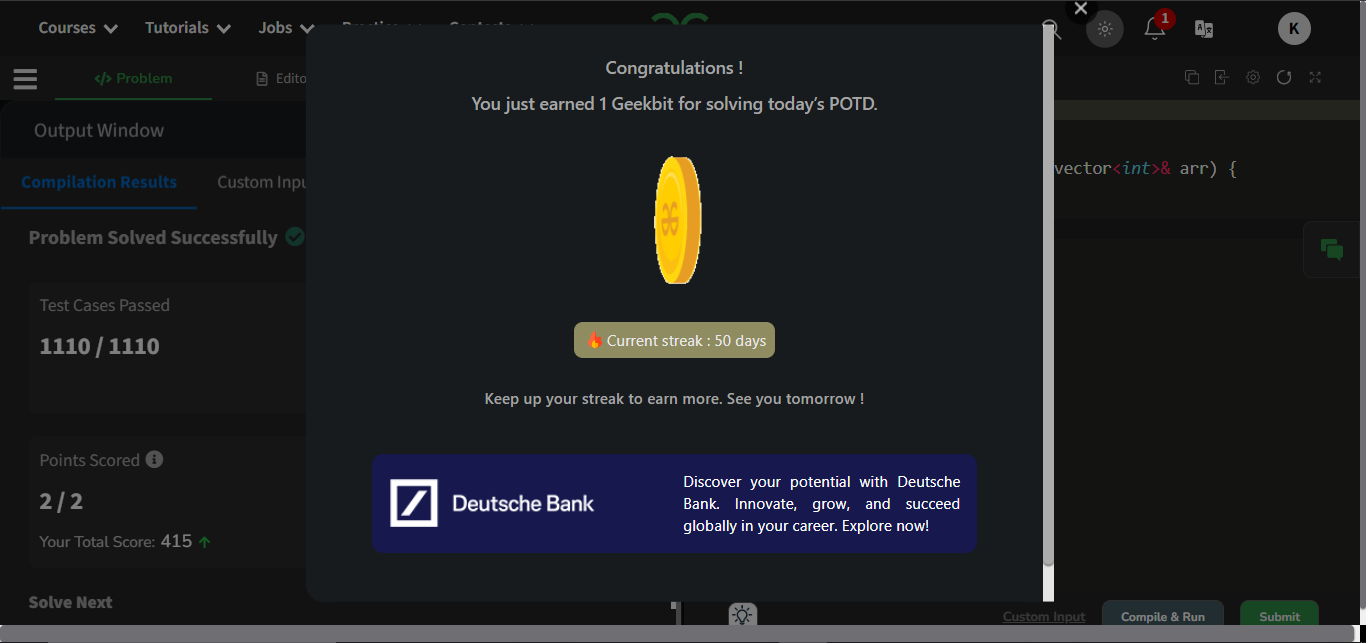 Courses
Tutorials
Jobs
Practice
Contests
1
K
</> Problem
Edito
Output Window
Compilation Results
Custom Inpu
Problem Solved Successfully
Test Cases Passed
1110 / 1110
Points Scored
2 / 2
Your Total Score: 415 ↑
Solve Next
Congratulations !
You just earned 1 Geekbit for solving today’s POTD.
Current streak : 50 days
Keep up your streak to earn more. See you tomorrow !
Deutsche Bank
Discover your potential with Deutsche
Bank. Innovate, grow, and succeed
globally in your career. Explore now!
vector<int>& arr) {
Custom Input
Compile & Run
Submit